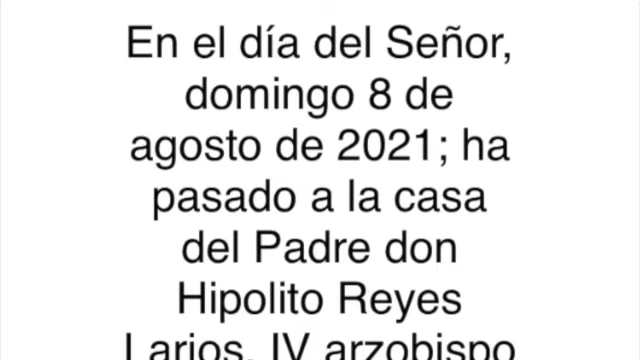 En el día del Señor,
domingo 8 de
agosto de 2021; ha
pasado a la casa
del Padre don
Hipolito Reyes
Larios, IV arzobispo